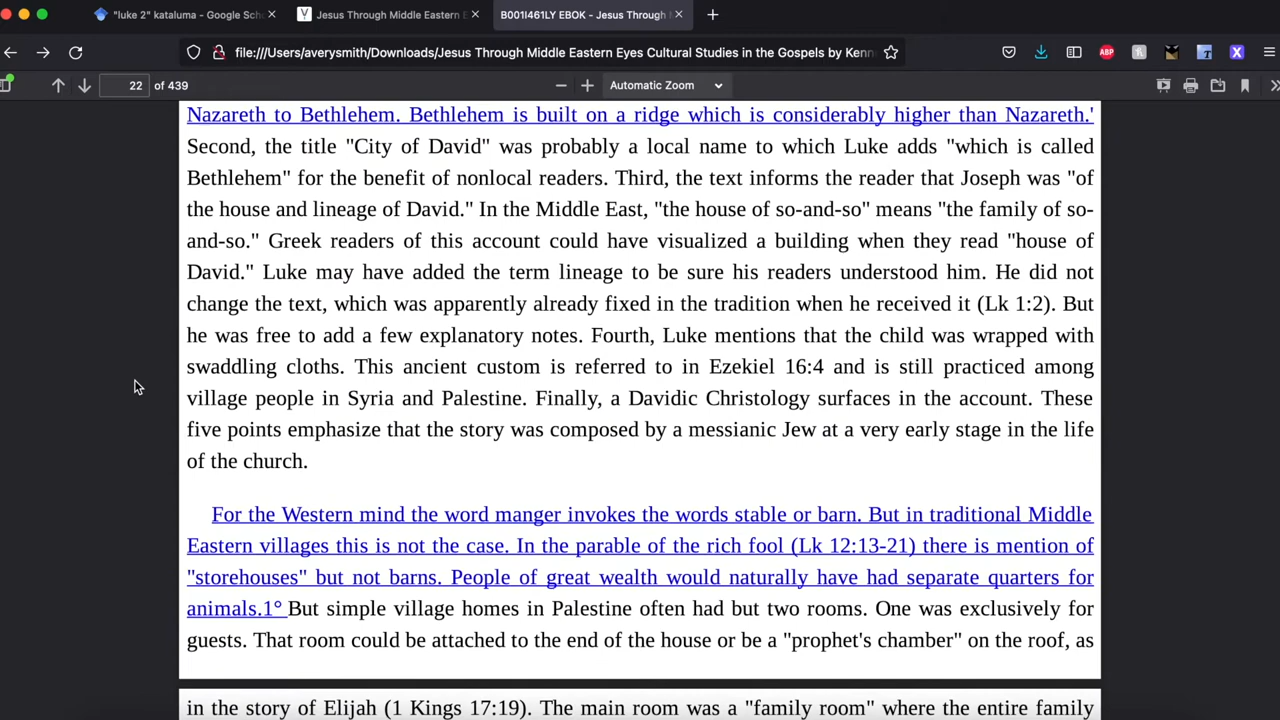 "luke 2" kataluma - Google Scho
Jesus Through Middle Eastern E
B001I461LY EBOK - Jesus Through
file:///Users/averysmith/Downloads/Jesus Through Middle Eastern Eyes Cultural Studies in the Gospels by Kenne
ABP
22 of 439
Automatic Zoom
Nazareth to Bethlehem. Bethlehem is built on a ridge which is considerably higher than Nazareth.'
Second, the title "City of David" was probably a local name to which Luke adds "which is called
Bethlehem" for the benefit of nonlocal readers. Third, the text informs the reader that Joseph was "of
the house and lineage of David." In the Middle East, "the house of so-and-so" means "the family of so-
and-so." Greek readers of this account could have visualized a building when they read "house of
David." Luke may have added the term lineage to be sure his readers understood him. He did not
change the text, which was apparently already fixed in the tradition when he received it (Lk 1:2). But
he was free to add a few explanatory notes. Fourth, Luke mentions that the child was wrapped with
swaddling cloths. This ancient custom is referred to in Ezekiel 16:4 and is still practiced among
village people in Syria and Palestine. Finally, a Davidic Christology surfaces in the account. These
five points emphasize that the story was composed by a messianic Jew at a very early stage in the life
of the church.
For the Western mind the word manger invokes the words stable or barn. But in traditional Middle
Eastern villages this is not the case. In the parable of the rich fool (Lk 12:13-21) there is mention of
"storehouses" but not barns. People of great wealth would naturally have had separate quarters for
animals.1° But simple village homes in Palestine often had but two rooms. One was exclusively for
guests. That room could be attached to the end of the house or be a "prophet's chamber" on the roof, as
in the story of Elijah (1 Kings 17:19). The main room was a "family room" where the entire family